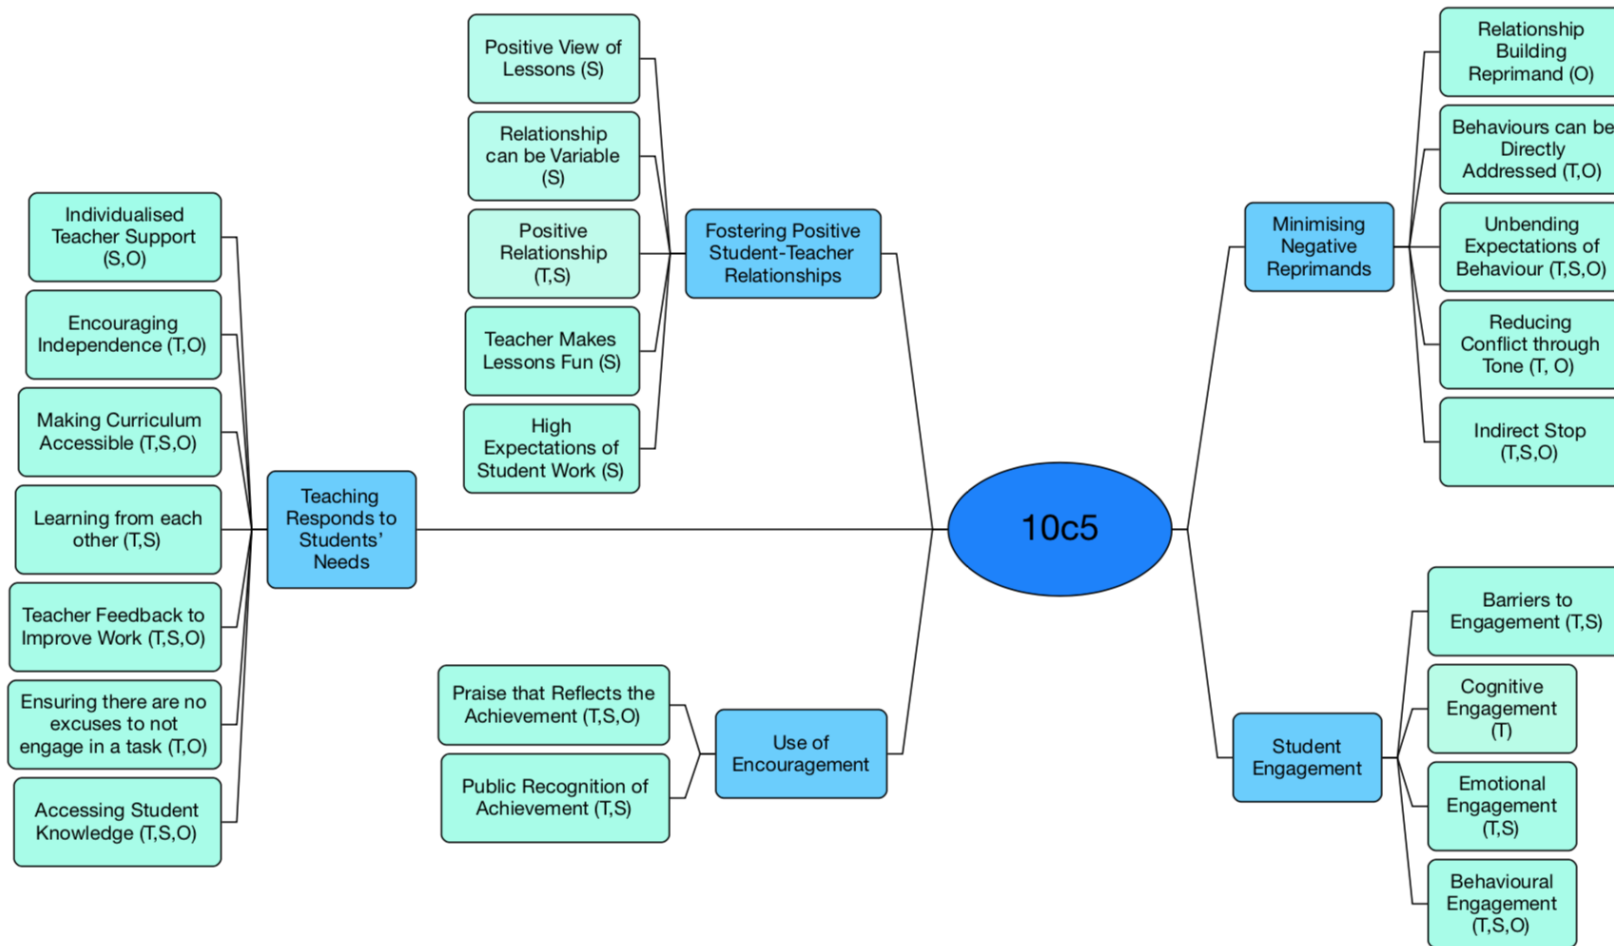 Positive View of
Lessons (S)
Relationship
can be Variable
(S)
Positive
Relationship
(T,S)
Teacher Makes
Lessons Fun (S)
High
Expectations of
Student Work (S)
Fostering Positive
Student-Teacher
Relationships
Individualised
Teacher Support
(S,O)
Encouraging
Independence (T,O)
Making Curriculum
Accessible (T,S,O)
Learning from each
other (T,S)
Teacher Feedback to
Improve Work (T,S,O)
Ensuring there are no
excuses to not
engage in a task (T,O)
Accessing Student
Knowledge (T,S,O)
Teaching
Responds to
Students’
Needs
Praise that Reflects the
Achievement (T,S,O)
Public Recognition of
Achievement (T,S)
Use of
Encouragement
10c5
Minimising
Negative
Reprimands
Relationship
Building
Reprimand (O)
Behaviours can be
Directly
Addressed (T,O)
Unbending
Expectations of
Behaviour (T,S,O)
Reducing
Conflict through
Tone (T, O)
Indirect Stop
(T,S,O)
Student
Engagement
Barriers to
Engagement (T,S)
Cognitive
Engagement
(T)
Emotional
Engagement
(T,S)
Behavioural
Engagement
(T,S,O)